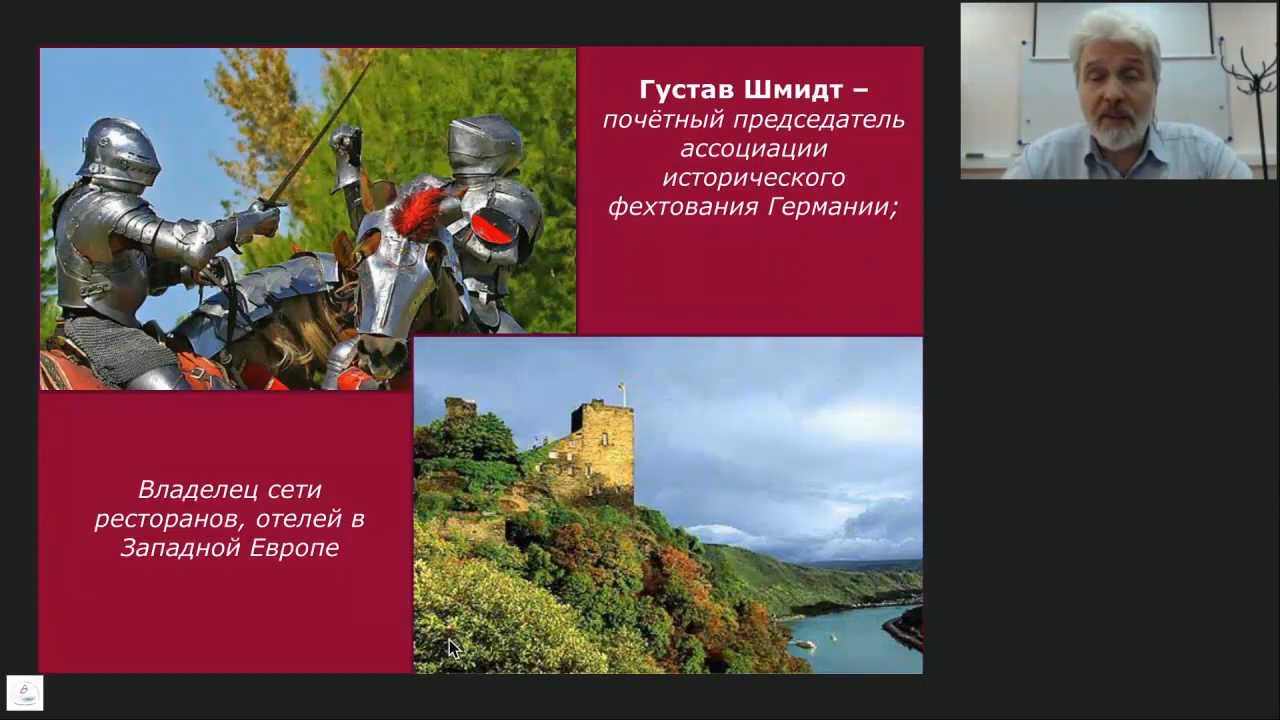 Густав Шмидт –
почётный председатель
ассоциации
исторического
фехтования Германии;
Владелец сети
ресторанов, отелей в
Западной Европе